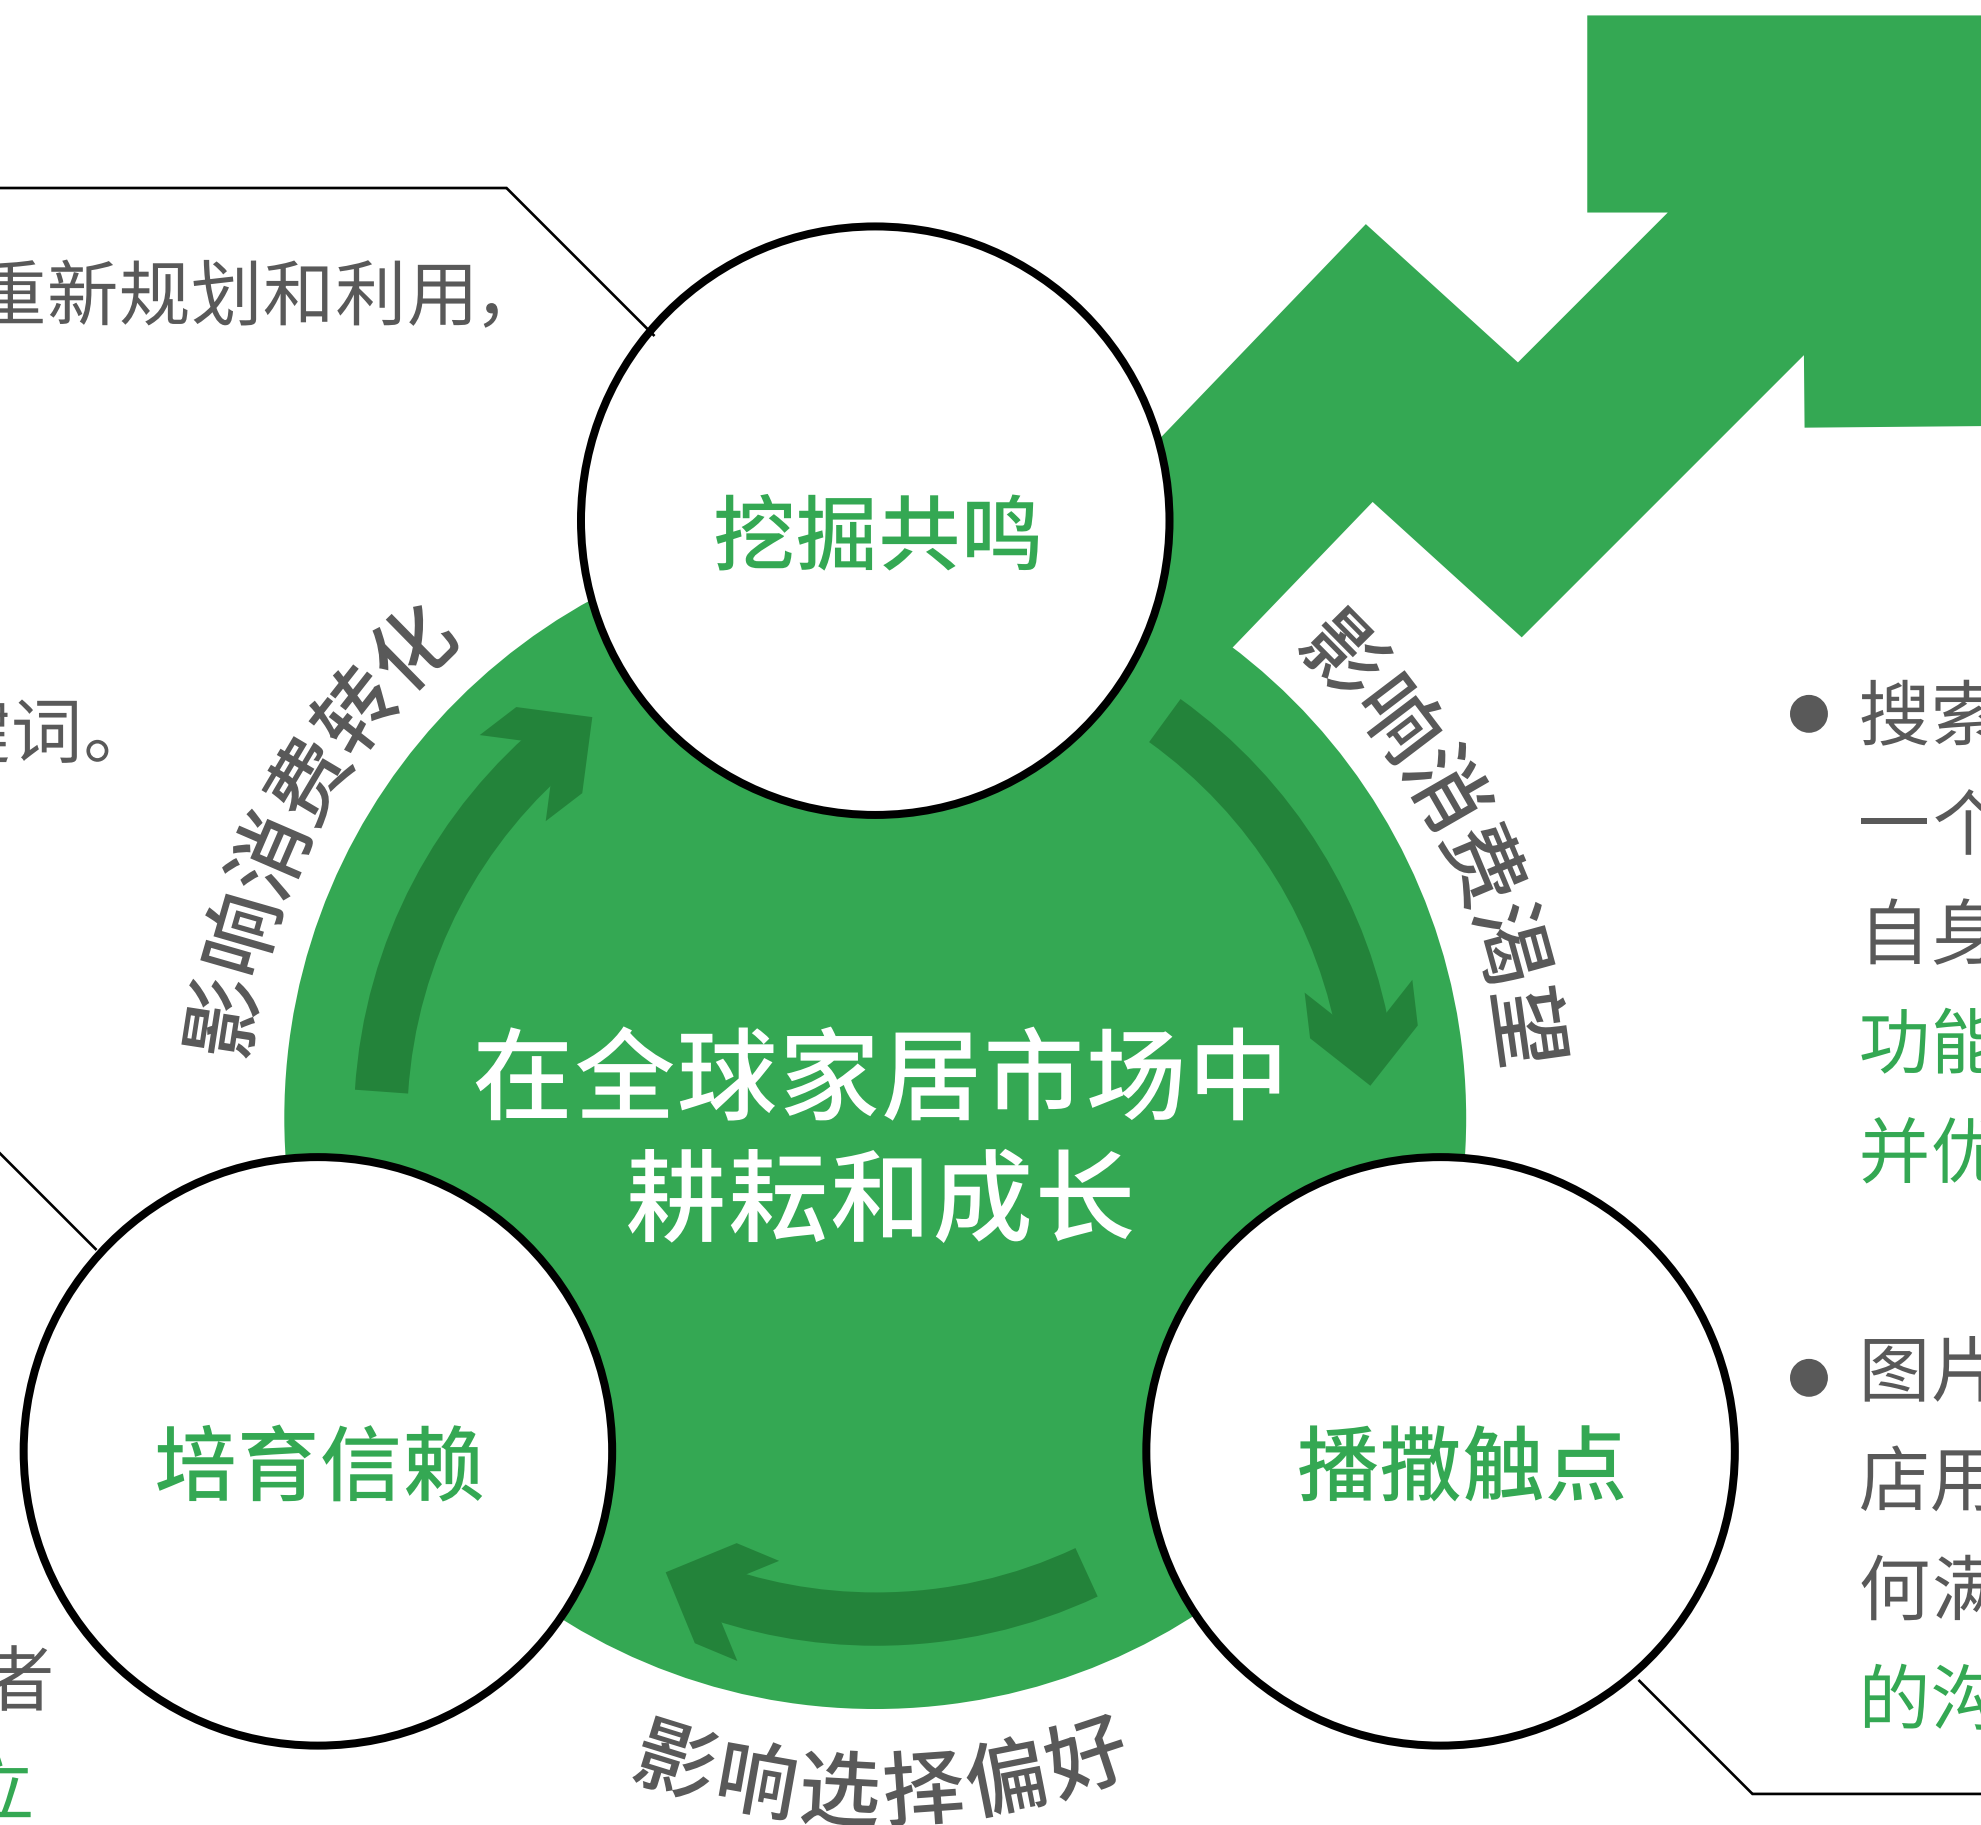 重新规划和利用，
挖掘共鸣
影响消费转化
影响消费渴望
词。
搜索
一个
自身
功能
并优
在全球家居市场中
耕耘和成长
培育信赖
播撒触点
图片
店用
何满
的沟
者
立
影响选择偏好